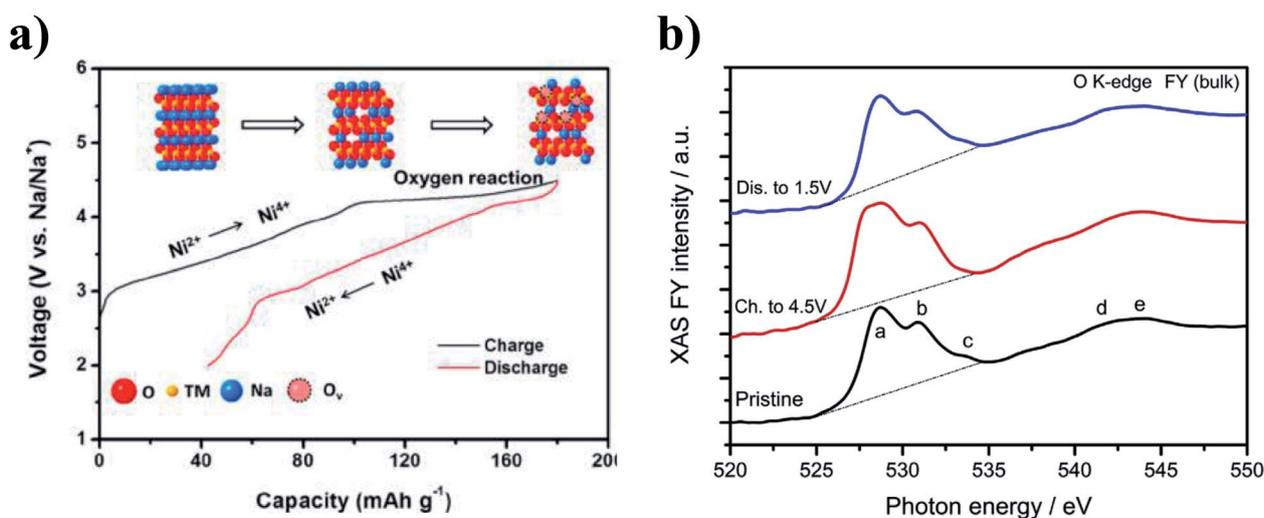 a)
6
5
4
3
2
1
Voltage (V vs. Na/Na⁺)
Oxygen reaction
Ni²⁺ → Ni⁴⁺
Ni²⁺ ← Ni⁴⁺
Charge
Discharge
O TM Na Oᵥ
0 40 80 120 160 20
Capacity (mAh g⁻¹)
b)
O K-edge FY (bulk)
XAS FY intensity / a.u.
Dis. to 1.5V
Ch. to 4.5V
a b c d e
Pristine
520 525 530 535 540 545 550
Photon energy / eV